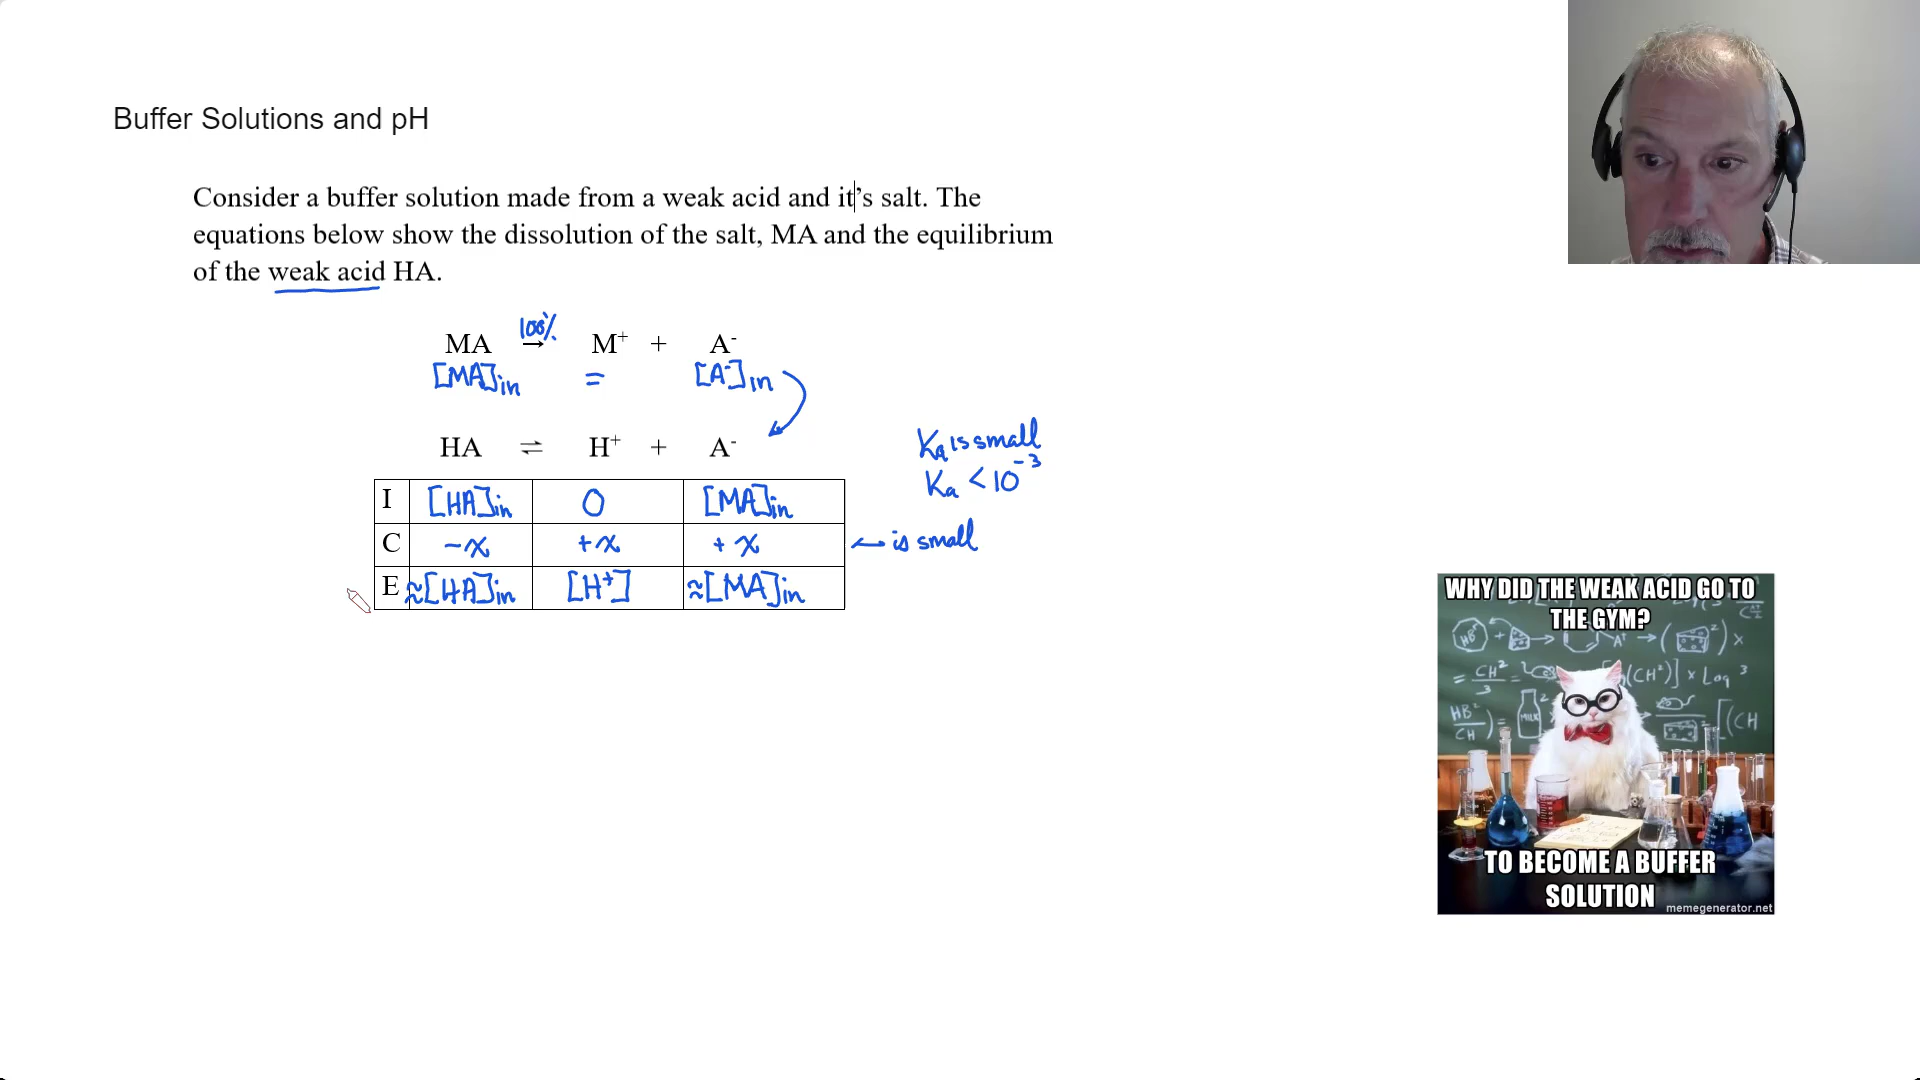 Buffer Solutions and pH
Consider a buffer solution made from a weak acid and it’s salt. The
equations below show the dissolution of the salt, MA and the equilibrium
of the weak acid HA.
100%
MA → M⁺ + A⁻
[MA]in = [A⁻]in
HA ⇌ H⁺ + A⁻
Ka is small
Ka < 10⁻³
I [HA]in 0 [MA]in
C -x +x +x ← is small
E ≈[HA]in [H⁺] ≈[MA]in
WHY DID THE WEAK ACID GO TO
THE GYM?
TO BECOME A BUFFER
SOLUTION
memegenerator.net